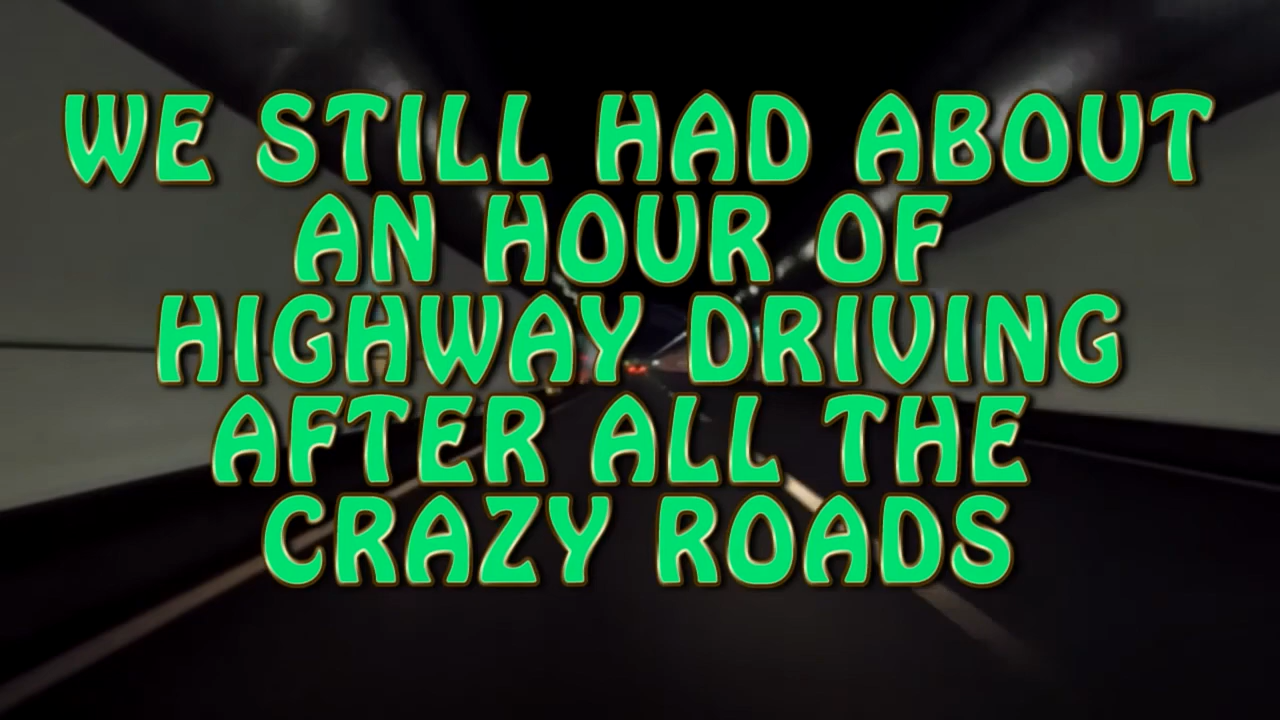 WE STILL HAD ABOUT
AN HOUR OF
HIGHWAY DRIVING
AFTER ALL THE
CRAZY ROADS